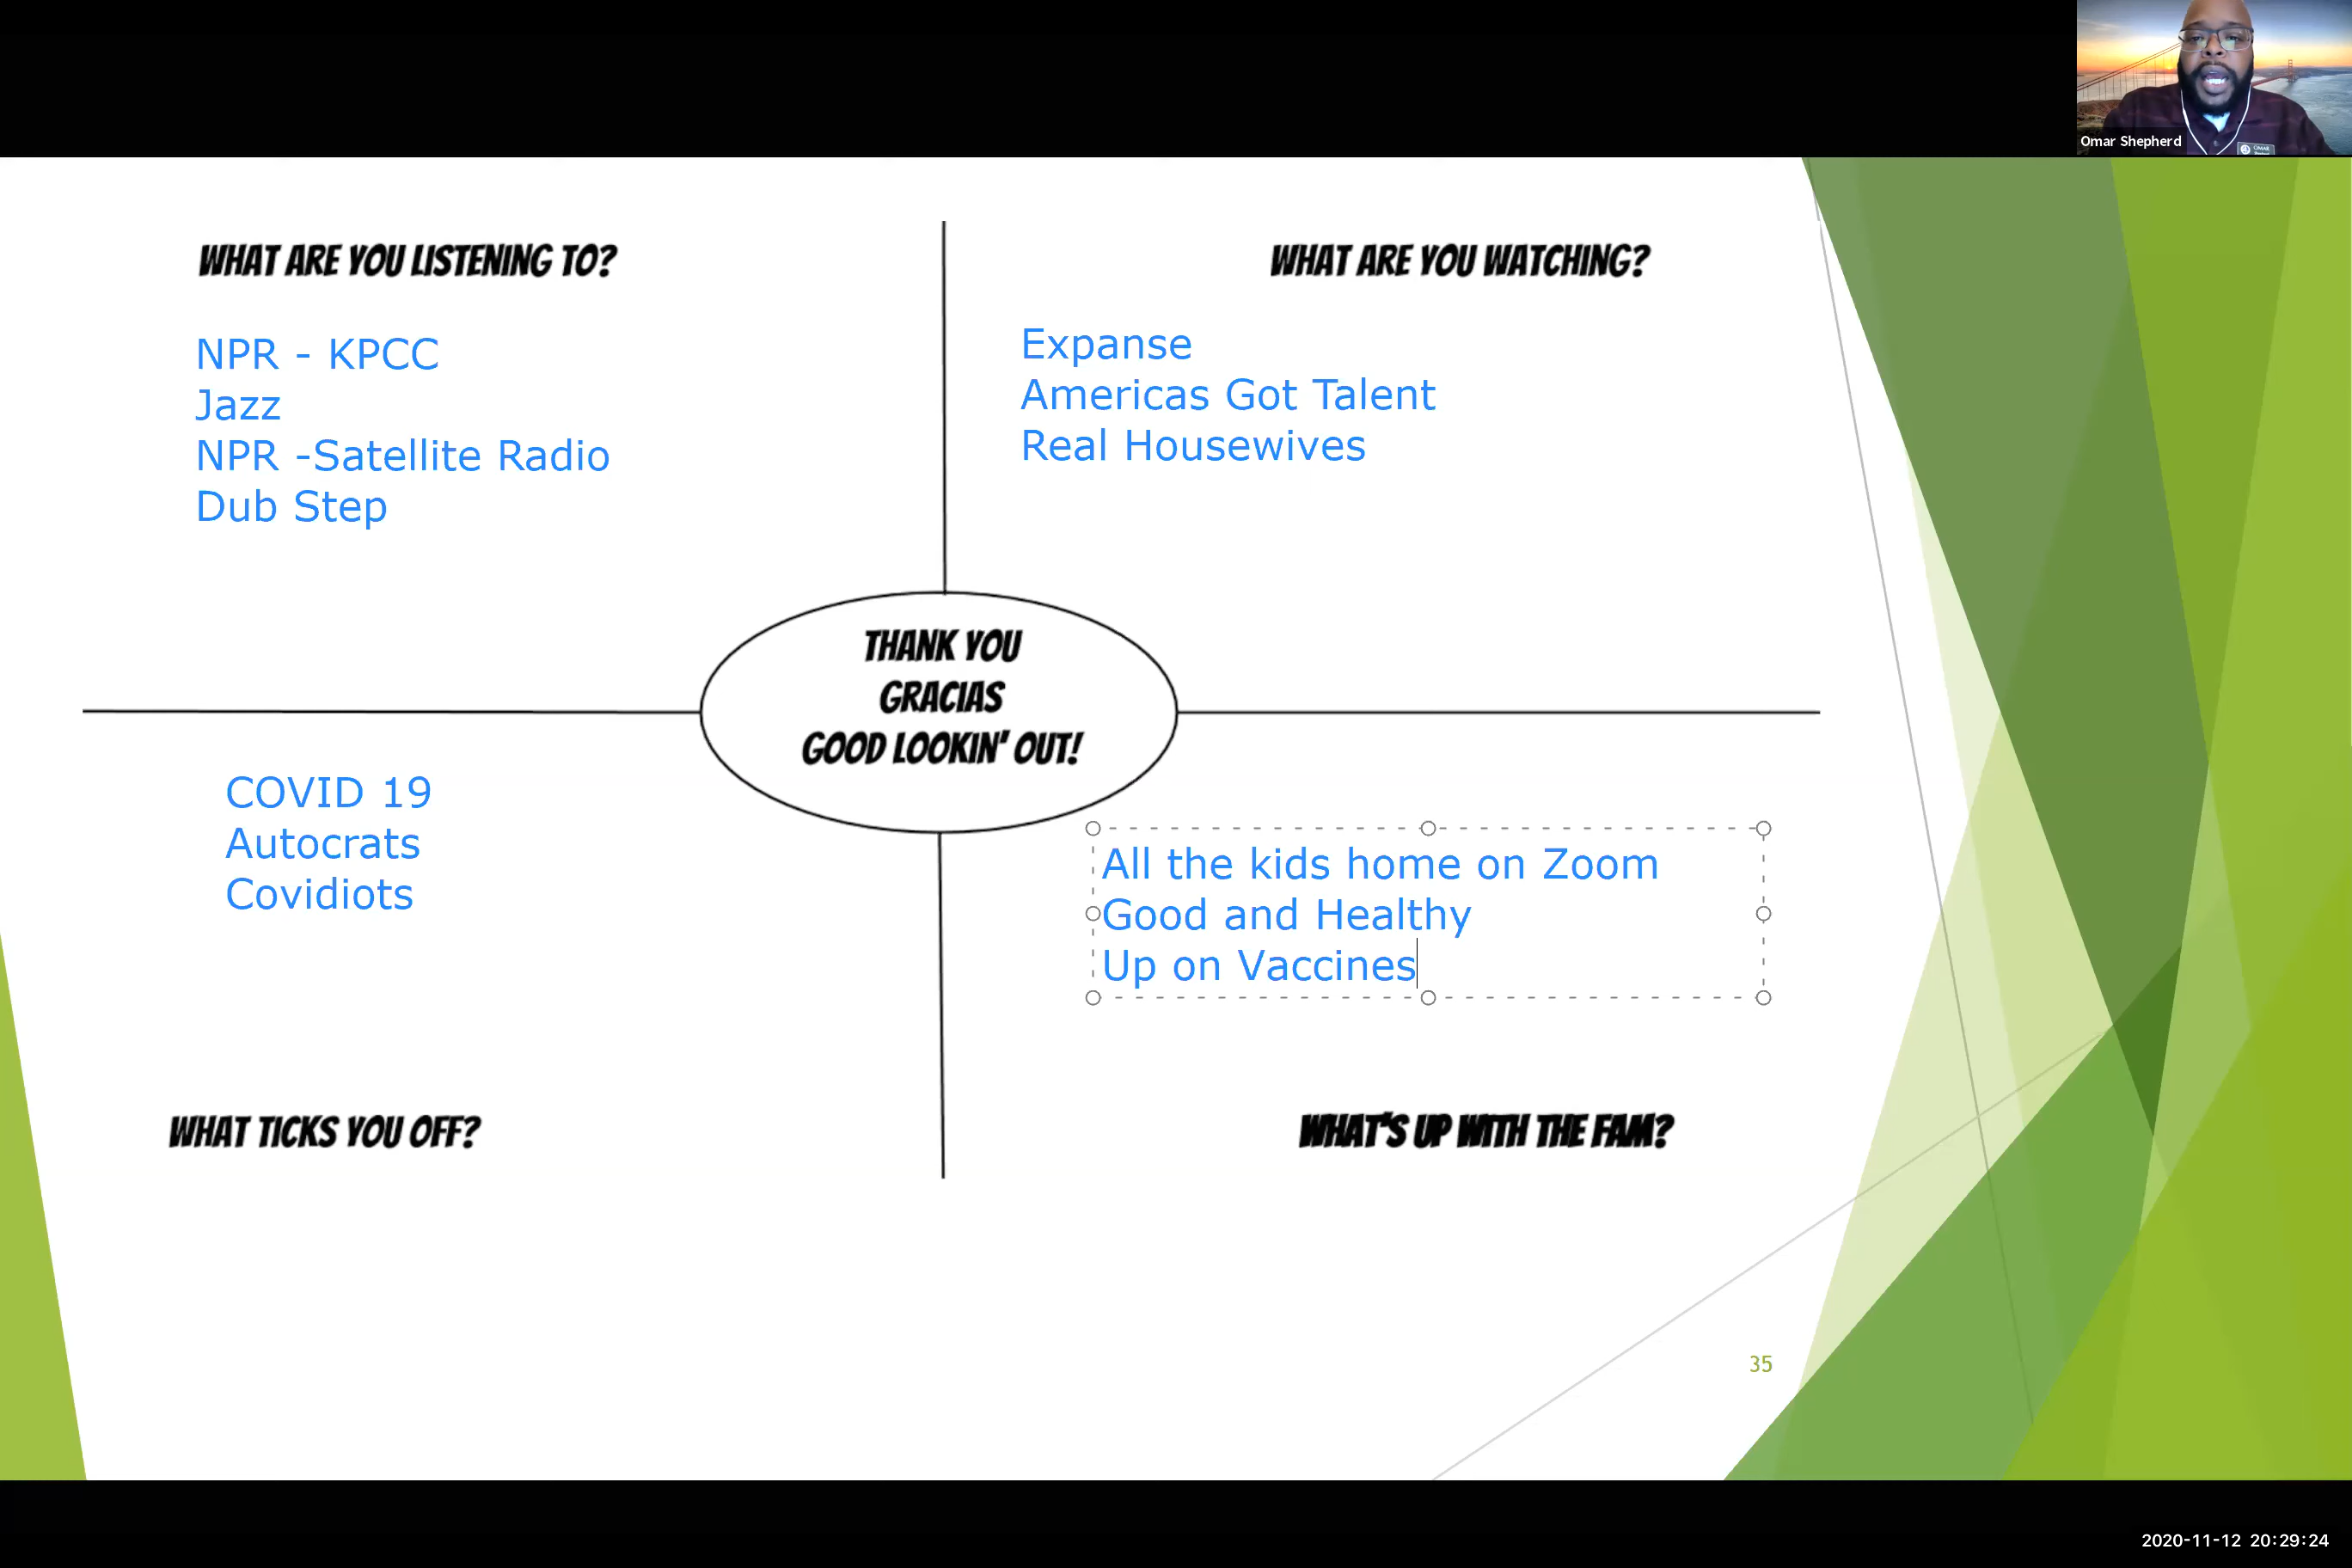 Omar Shepherd
OMAR
WHAT ARE YOU LISTENING TO?
NPR - KPCC
Jazz
NPR -Satellite Radio
Dub Step
WHAT ARE YOU WATCHING?
Expanse
Americas Got Talent
Real Housewives
THANK YOU
GRACIAS
GOOD LOOKIN' OUT!
COVID 19
Autocrats
Covidiots
WHAT TICKS YOU OFF?
All the kids home on Zoom
Good and Healthy
Up on Vaccines
WHAT'S UP WITH THE FAM?
35
2020-11-12 20:29:24